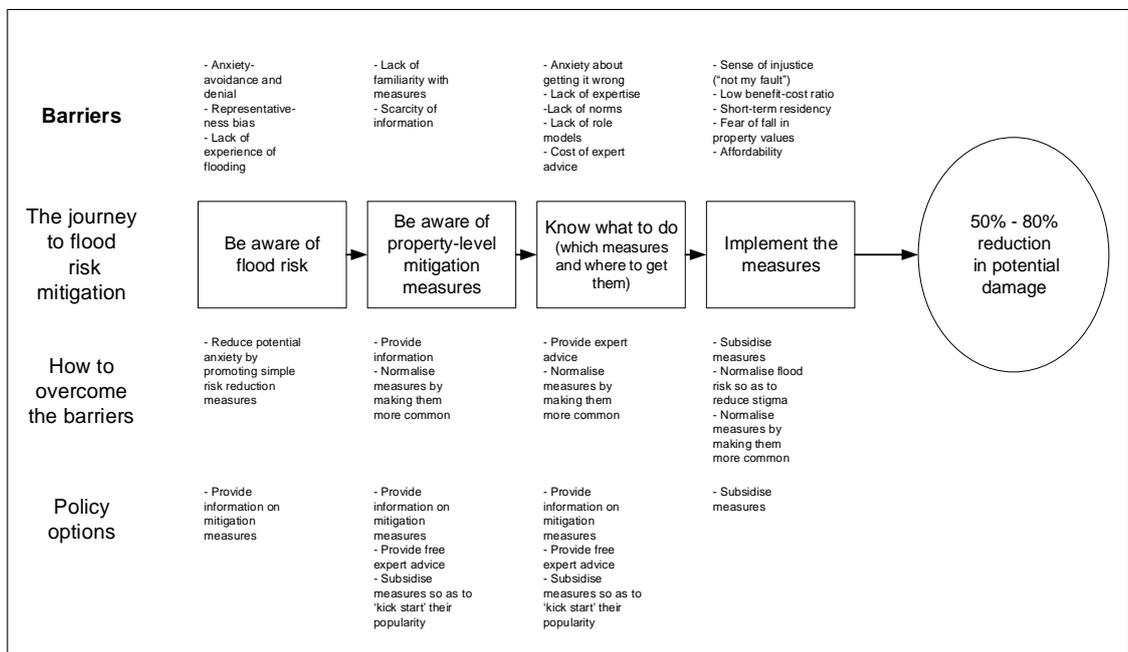 Barriers
- Anxiety-
avoidance and
denial
- Representative-
ness bias
- Lack of
experience of
flooding
- Lack of
familiarity with
measures
- Scarcity of
information
- Anxiety about
getting it wrong
- Lack of expertise
-Lack of norms
- Lack of role
models
- Cost of expert
advice
- Sense of injustice
("not my fault")
- Low benefit-cost ratio
- Short-term residency
- Fear of fall in
property values
- Affordability
The journey
to flood
risk
mitigation
Be aware of
flood risk
Be aware of
property-level
mitigation
measures
Know what to do
(which measures
and where to get
them)
Implement the
measures
50% - 80%
reduction
in potential
damage
How to
overcome
the barriers
- Reduce potential
anxiety by
promoting simple
risk reduction
measures
- Provide
information
- Normalise
measures by
making them
more common
- Provide expert
advice
- Normalise
measures by
making them
more common
- Subsidise
measures
- Normalise flood
risk so as to
reduce stigma
- Normalise
measures by
making them
more common
Policy
options
- Provide
information on
mitigation
measures
- Provide
information on
mitigation
measures
- Provide free
expert advice
- Subsidise
measures so as to
'kick start' their
popularity
- Provide
information on
mitigation
measures
- Provide free
expert advice
- Subsidise
measures so as to
'kick start' their
popularity
- Subsidise
measures